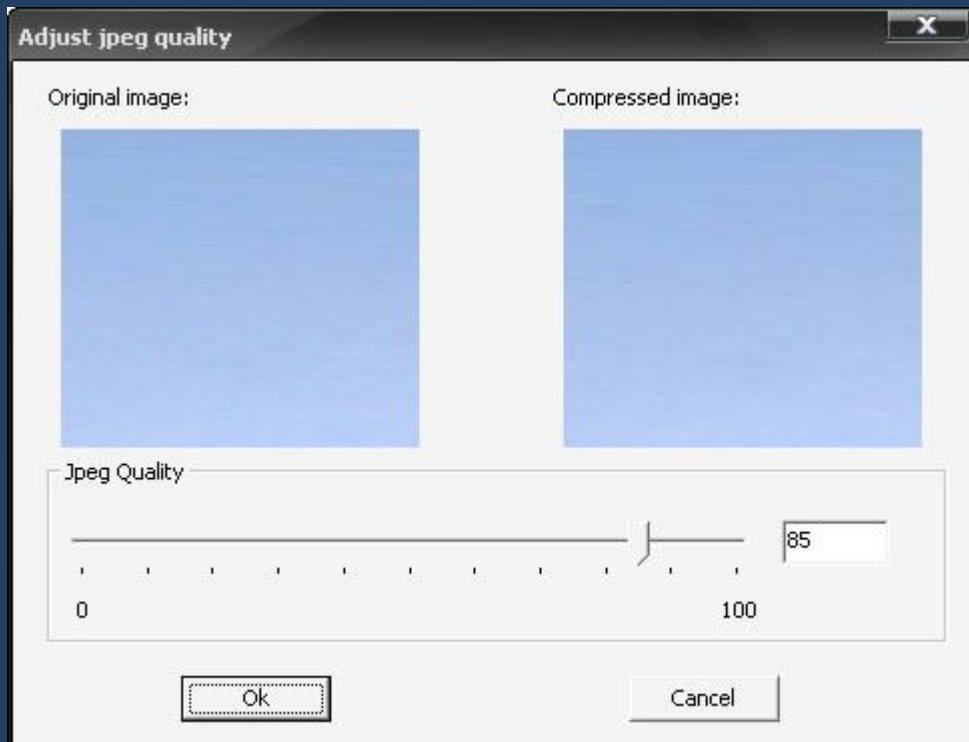 Adjust jpeg quality
X
Original image: Compressed image:
Jpeg Quality
85
0 100
Ok Cancel